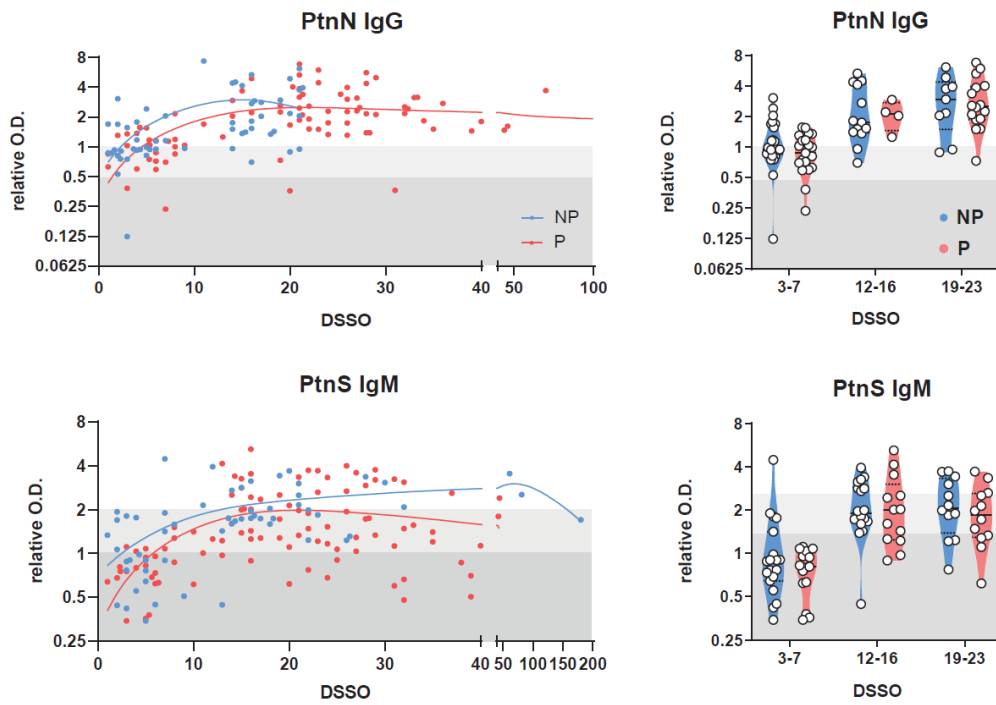 PtnN IgG
relative O.D.
8
4
2
1
0.5
0.25
0.125
0.0625
0 10 20 30 40 50 100
DSSO
NP
P
PtnN IgG
relative O.D.
8
4
2
1
0.5
0.25
0.125
0.0625
3-7 12-16 19-23
DSSO
NP
P
PtnS IgM
relative O.D.
8
4
2
1
0.5
0.25
0 10 20 30 40 50 100 150 200
DSSO
PtnS IgM
relative O.D.
8
4
2
1
0.5
0.25
3-7 12-16 19-23
DSSO